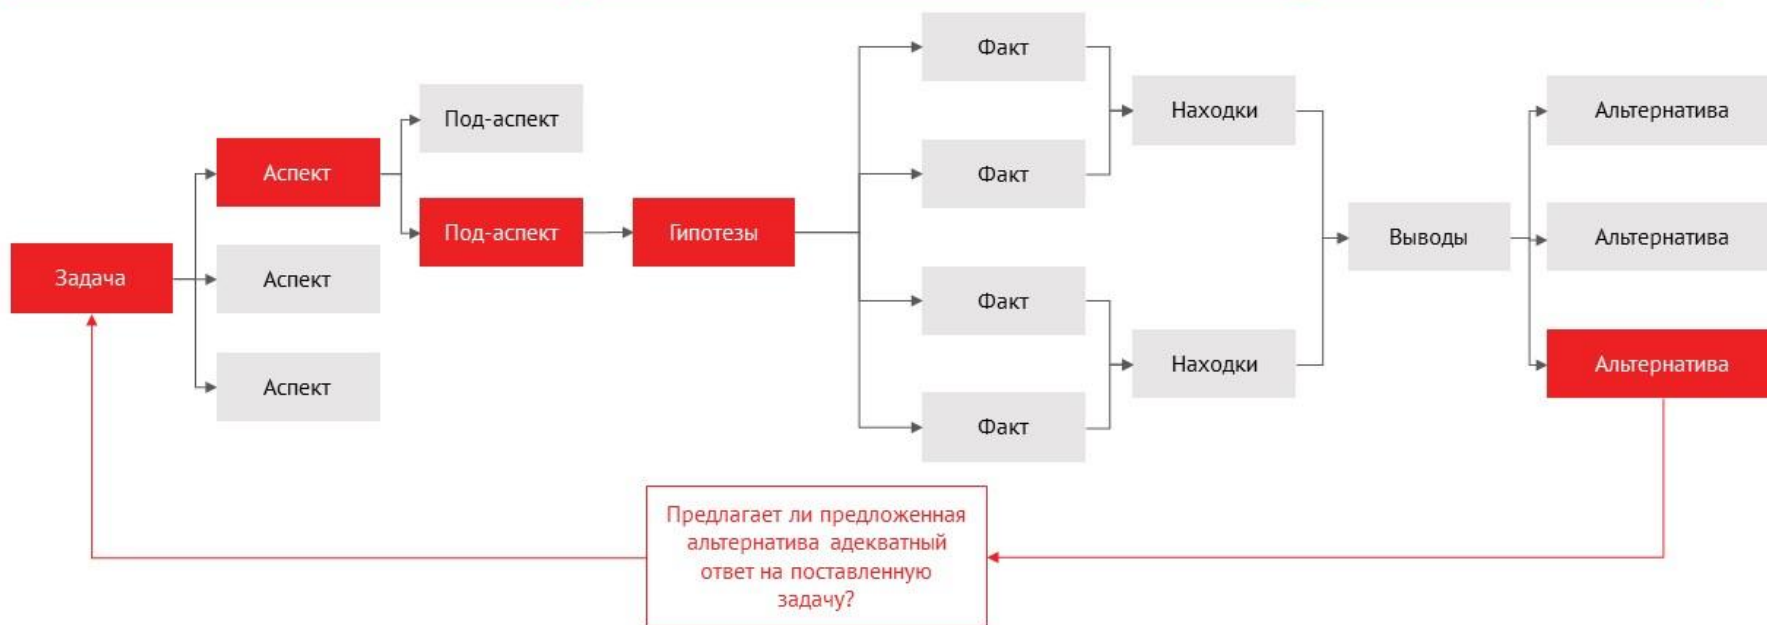 Задача
Аспект
Аспект
Аспект
Под-аспект
Под-аспект
Гипотезы
Факт
Факт
Факт
Факт
Находки
Находки
Выводы
Альтернатива
Альтернатива
Альтернатива
Предлагает ли предложенная
альтернатива адекватный
ответ на поставленную
задачу?